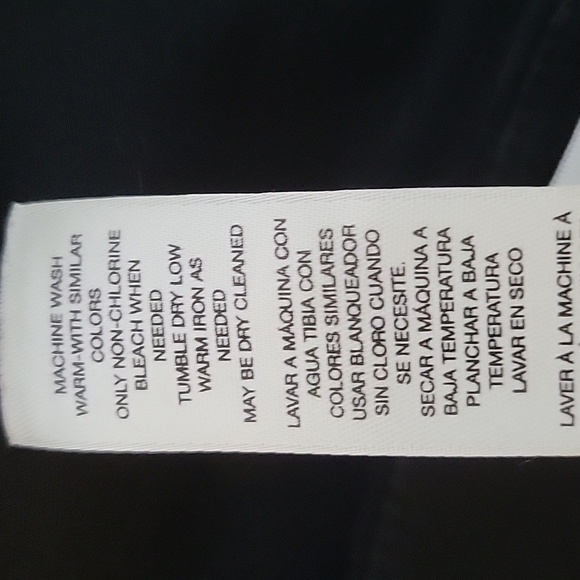 MACHINE WASH
WARM-WITH SIMILAR
COLORS
ONLY NON-CHLORINE
BLEACH WHEN
NEEDED
TUMBLE DRY LOW
WARM IRON AS
NEEDED
MAY BE DRY CLEANED
LAVAR A MÁQUINA CON
AGUA TIBIA CON
COLORES SIMILARES
USAR BLANQUEADOR
SIN CLORO CUANDO
SE NECESITE.
SECAR A MÁQUINA A
BAJA TEMPERATURA
PLANCHAR A BAJA
TEMPERATURA
LAVAR EN SECO
LAVER À LA MACHINE À